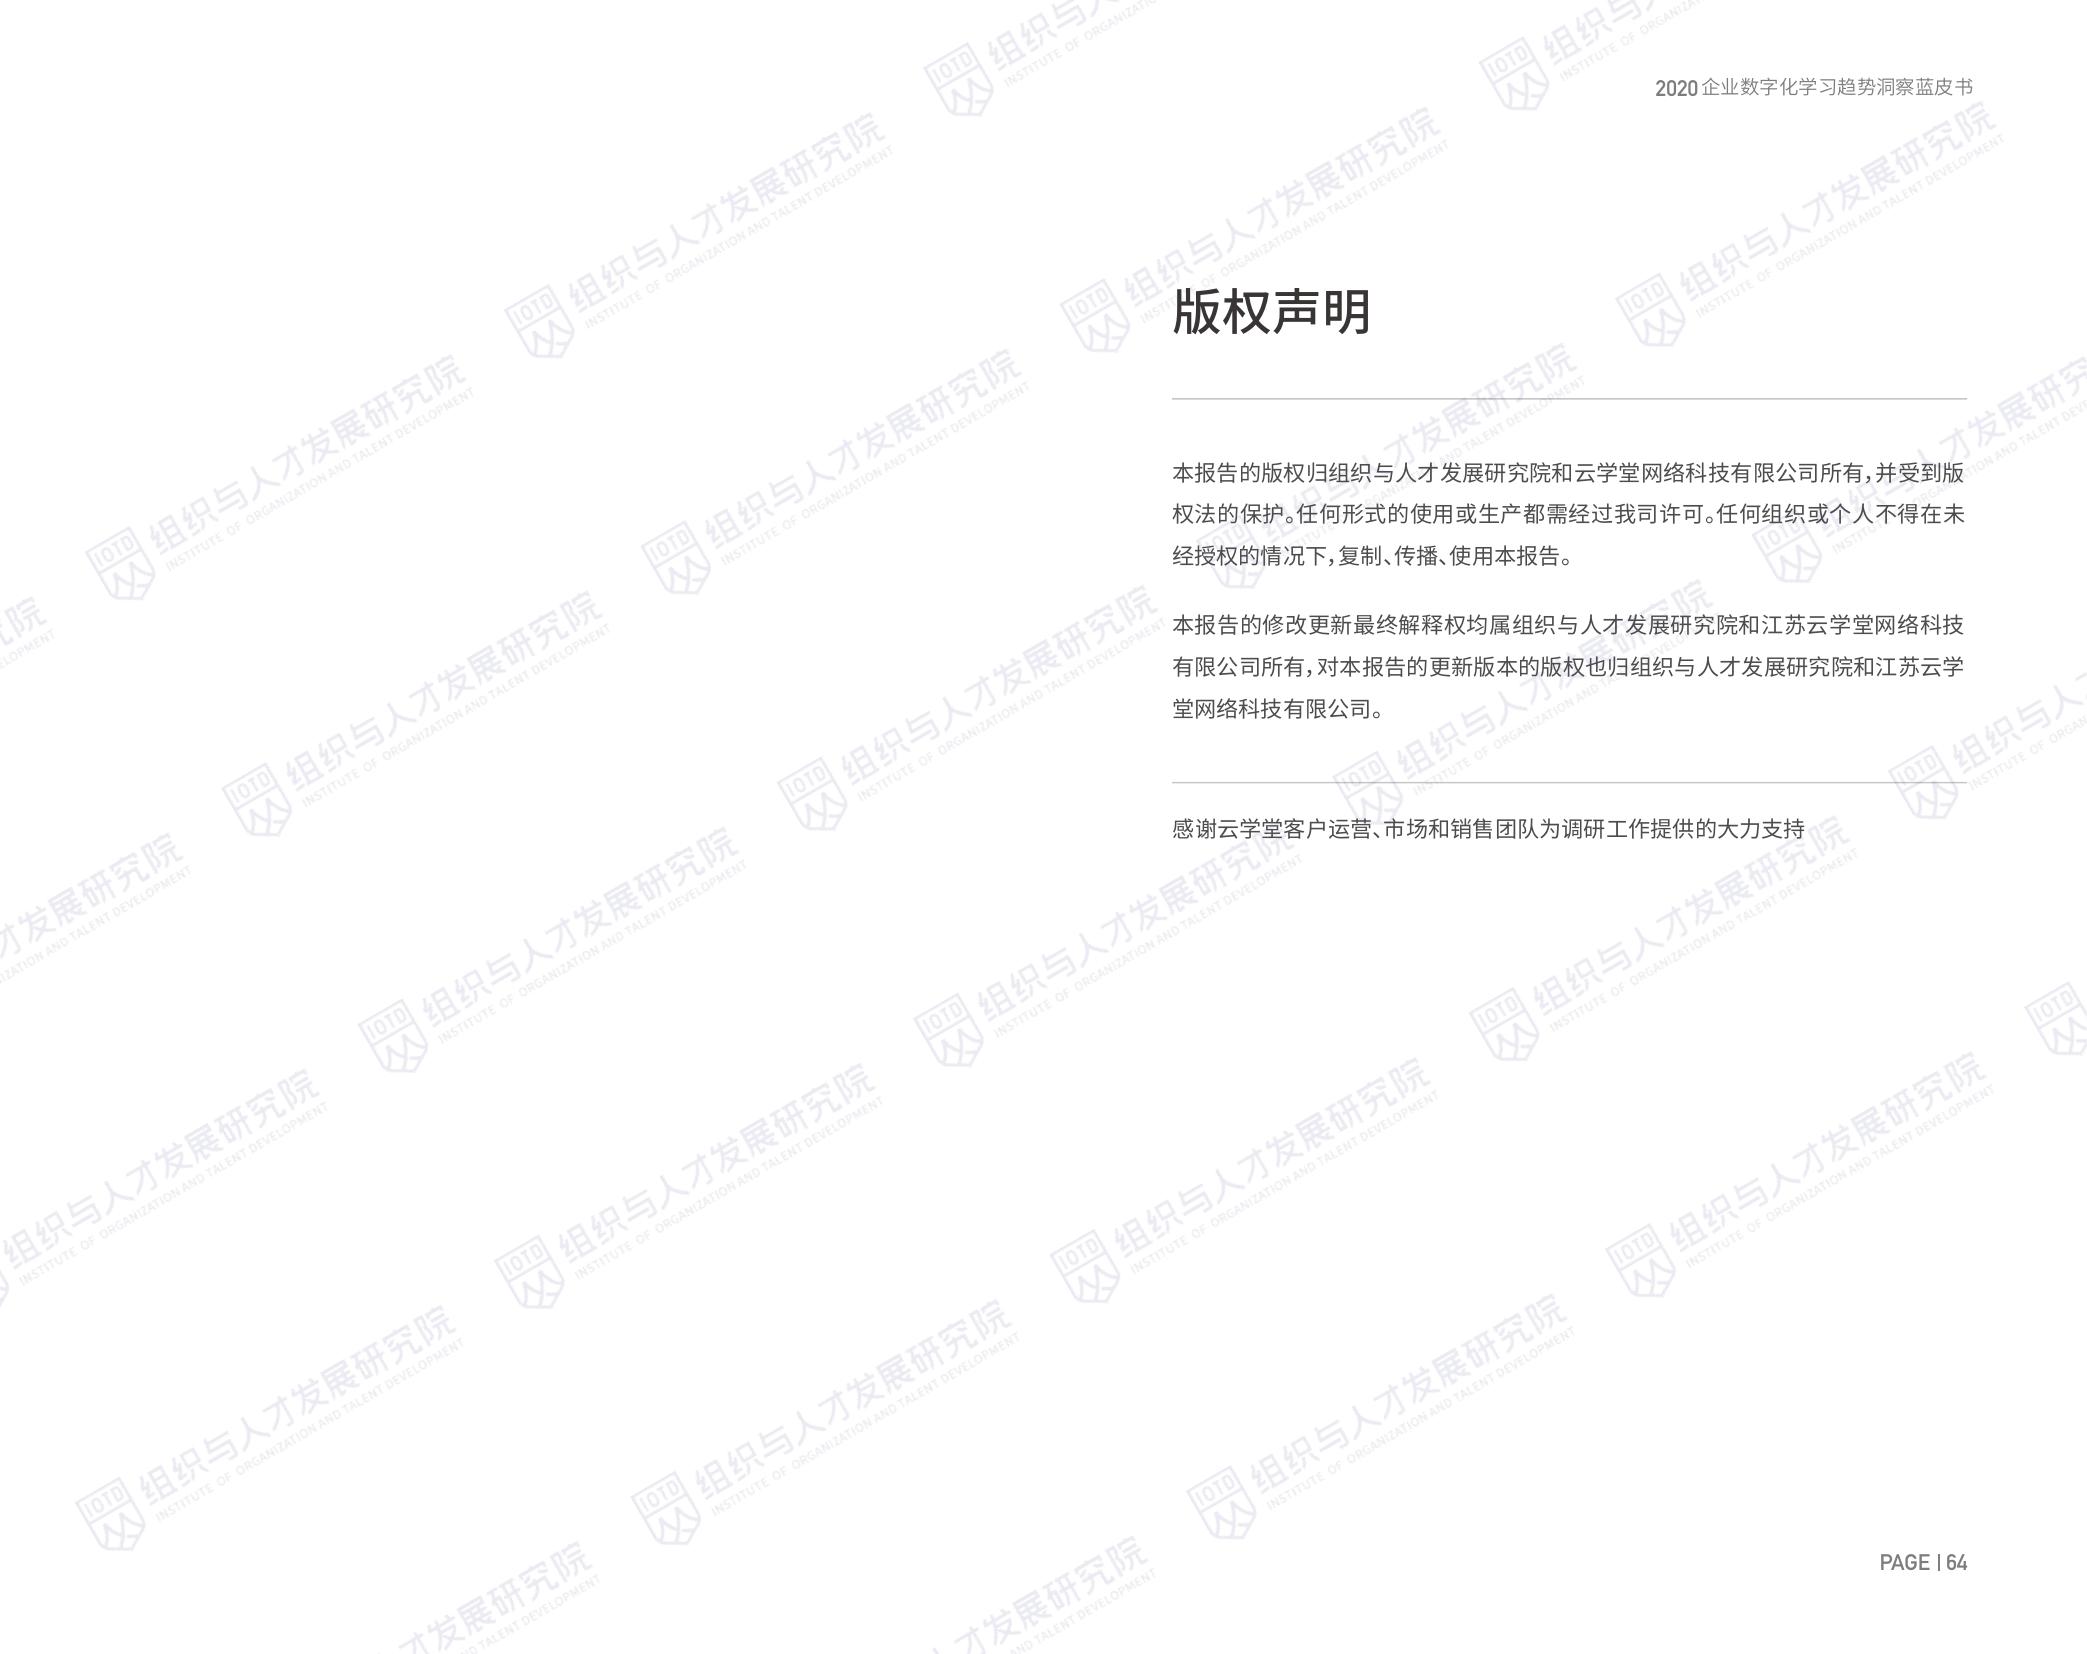 2020 企业数字化学习趋势洞察蓝皮书
版权声明
本报告的版权归组织与人才发展研究院和云学堂网络科技有限公司所有,并受到版
权法的保护。任何形式的使用或生产都需经过我司许可。任何组织或个人不得在未
经授权的情况下,复制、传播、使用本报告。
本报告的修改更新最终解释权均属组织与人才发展研究院和江苏云学堂网络科技
有限公司所有,对本报告的更新版本的版权也归组织与人才发展研究院和江苏云学
堂网络科技有限公司。
感谢云学堂客户运营、市场和销售团队为调研工作提供的大力支持
PAGE | 64
IOTD
组织与人才发展研究院
INSTITUTE OF ORGANIZATION AND TALENT DEVELOPMENT